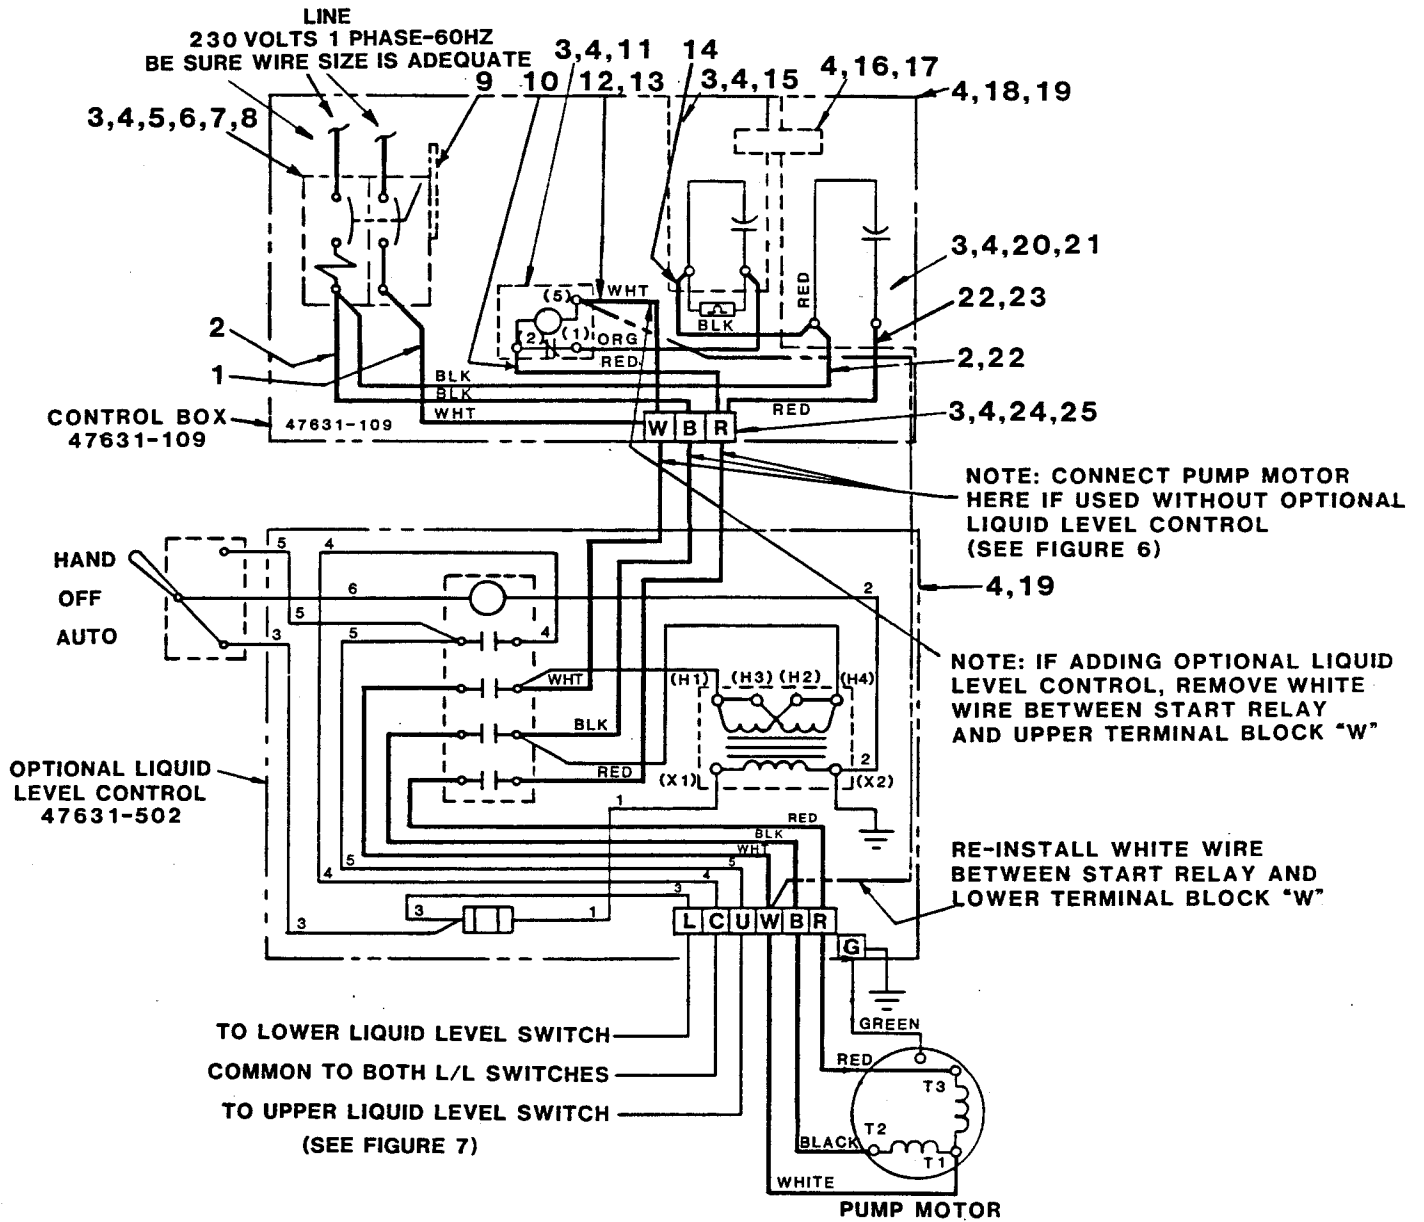 LINE
230 VOLTS 1 PHASE-60HZ
BE SURE WIRE SIZE IS ADEQUATE
3,4,11
14
9
10
12,13
3,4,15
4,16,17
4,18,19
3,4,5,6,7,8
3,4,20,21
22,23
(5)
WHT
RED
BLK
2
(1)
ORG
RED
2
1
2,22
BLK
BLK
WHT
RED
CONTROL BOX
47631-109
47631-109
W B R
3,4,24,25
NOTE: CONNECT PUMP MOTOR
HERE IF USED WITHOUT OPTIONAL
LIQUID LEVEL CONTROL
(SEE FIGURE 6)
HAND
OFF
AUTO
5
4
6
2
4,19
5
3
5
4
WHT
(H1)
(H3)
(H2)
(H4)
NOTE: IF ADDING OPTIONAL LIQUID
LEVEL CONTROL, REMOVE WHITE
WIRE BETWEEN START RELAY
AND UPPER TERMINAL BLOCK "W"
BLK
RED
(X1)
2
(X2)
OPTIONAL LIQUID
LEVEL CONTROL
47631-502
1
RED
BLK
WHT
5
5
4
4
3
3
3
1
RE-INSTALL WHITE WIRE
BETWEEN START RELAY AND
LOWER TERMINAL BLOCK "W"
L C U W B R
G
TO LOWER LIQUID LEVEL SWITCH
COMMON TO BOTH L/L SWITCHES
TO UPPER LIQUID LEVEL SWITCH
(SEE FIGURE 7)
GREEN
RED
T3
T2
BLACK
T1
WHITE
PUMP MOTOR